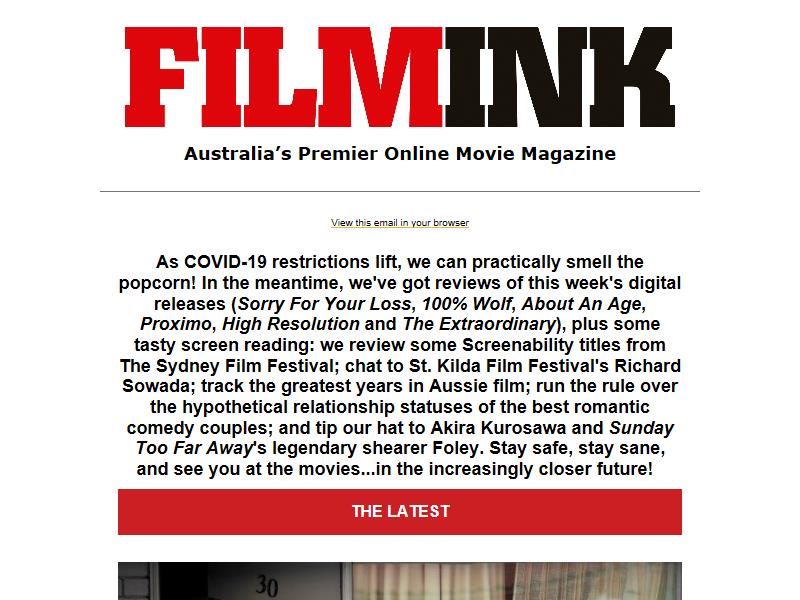 FILMINK
Australia’s Premier Online Movie Magazine
View this email in your browser
As COVID-19 restrictions lift, we can practically smell the
popcorn! In the meantime, we've got reviews of this week's digital
releases (Sorry For Your Loss, 100% Wolf, About An Age,
Proximo, High Resolution and The Extraordinary), plus some
tasty screen reading: we review some Screenability titles from
The Sydney Film Festival; chat to St. Kilda Film Festival's Richard
Sowada; track the greatest years in Aussie film; run the rule over
the hypothetical relationship statuses of the best romantic
comedy couples; and tip our hat to Akira Kurosawa and Sunday
Too Far Away's legendary shearer Foley. Stay safe, stay sane,
and see you at the movies...in the increasingly closer future!
THE LATEST
30